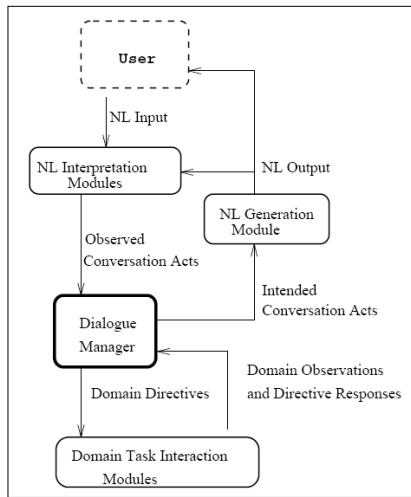 User
NL Input
NL Interpretation
Modules
NL Output
NL Generation
Module
Observed
Conversation Acts
Intended
Conversation Acts
Dialogue
Manager
Domain Observations
and Directive Responses
Domain Directives
Domain Task Interaction
Modules